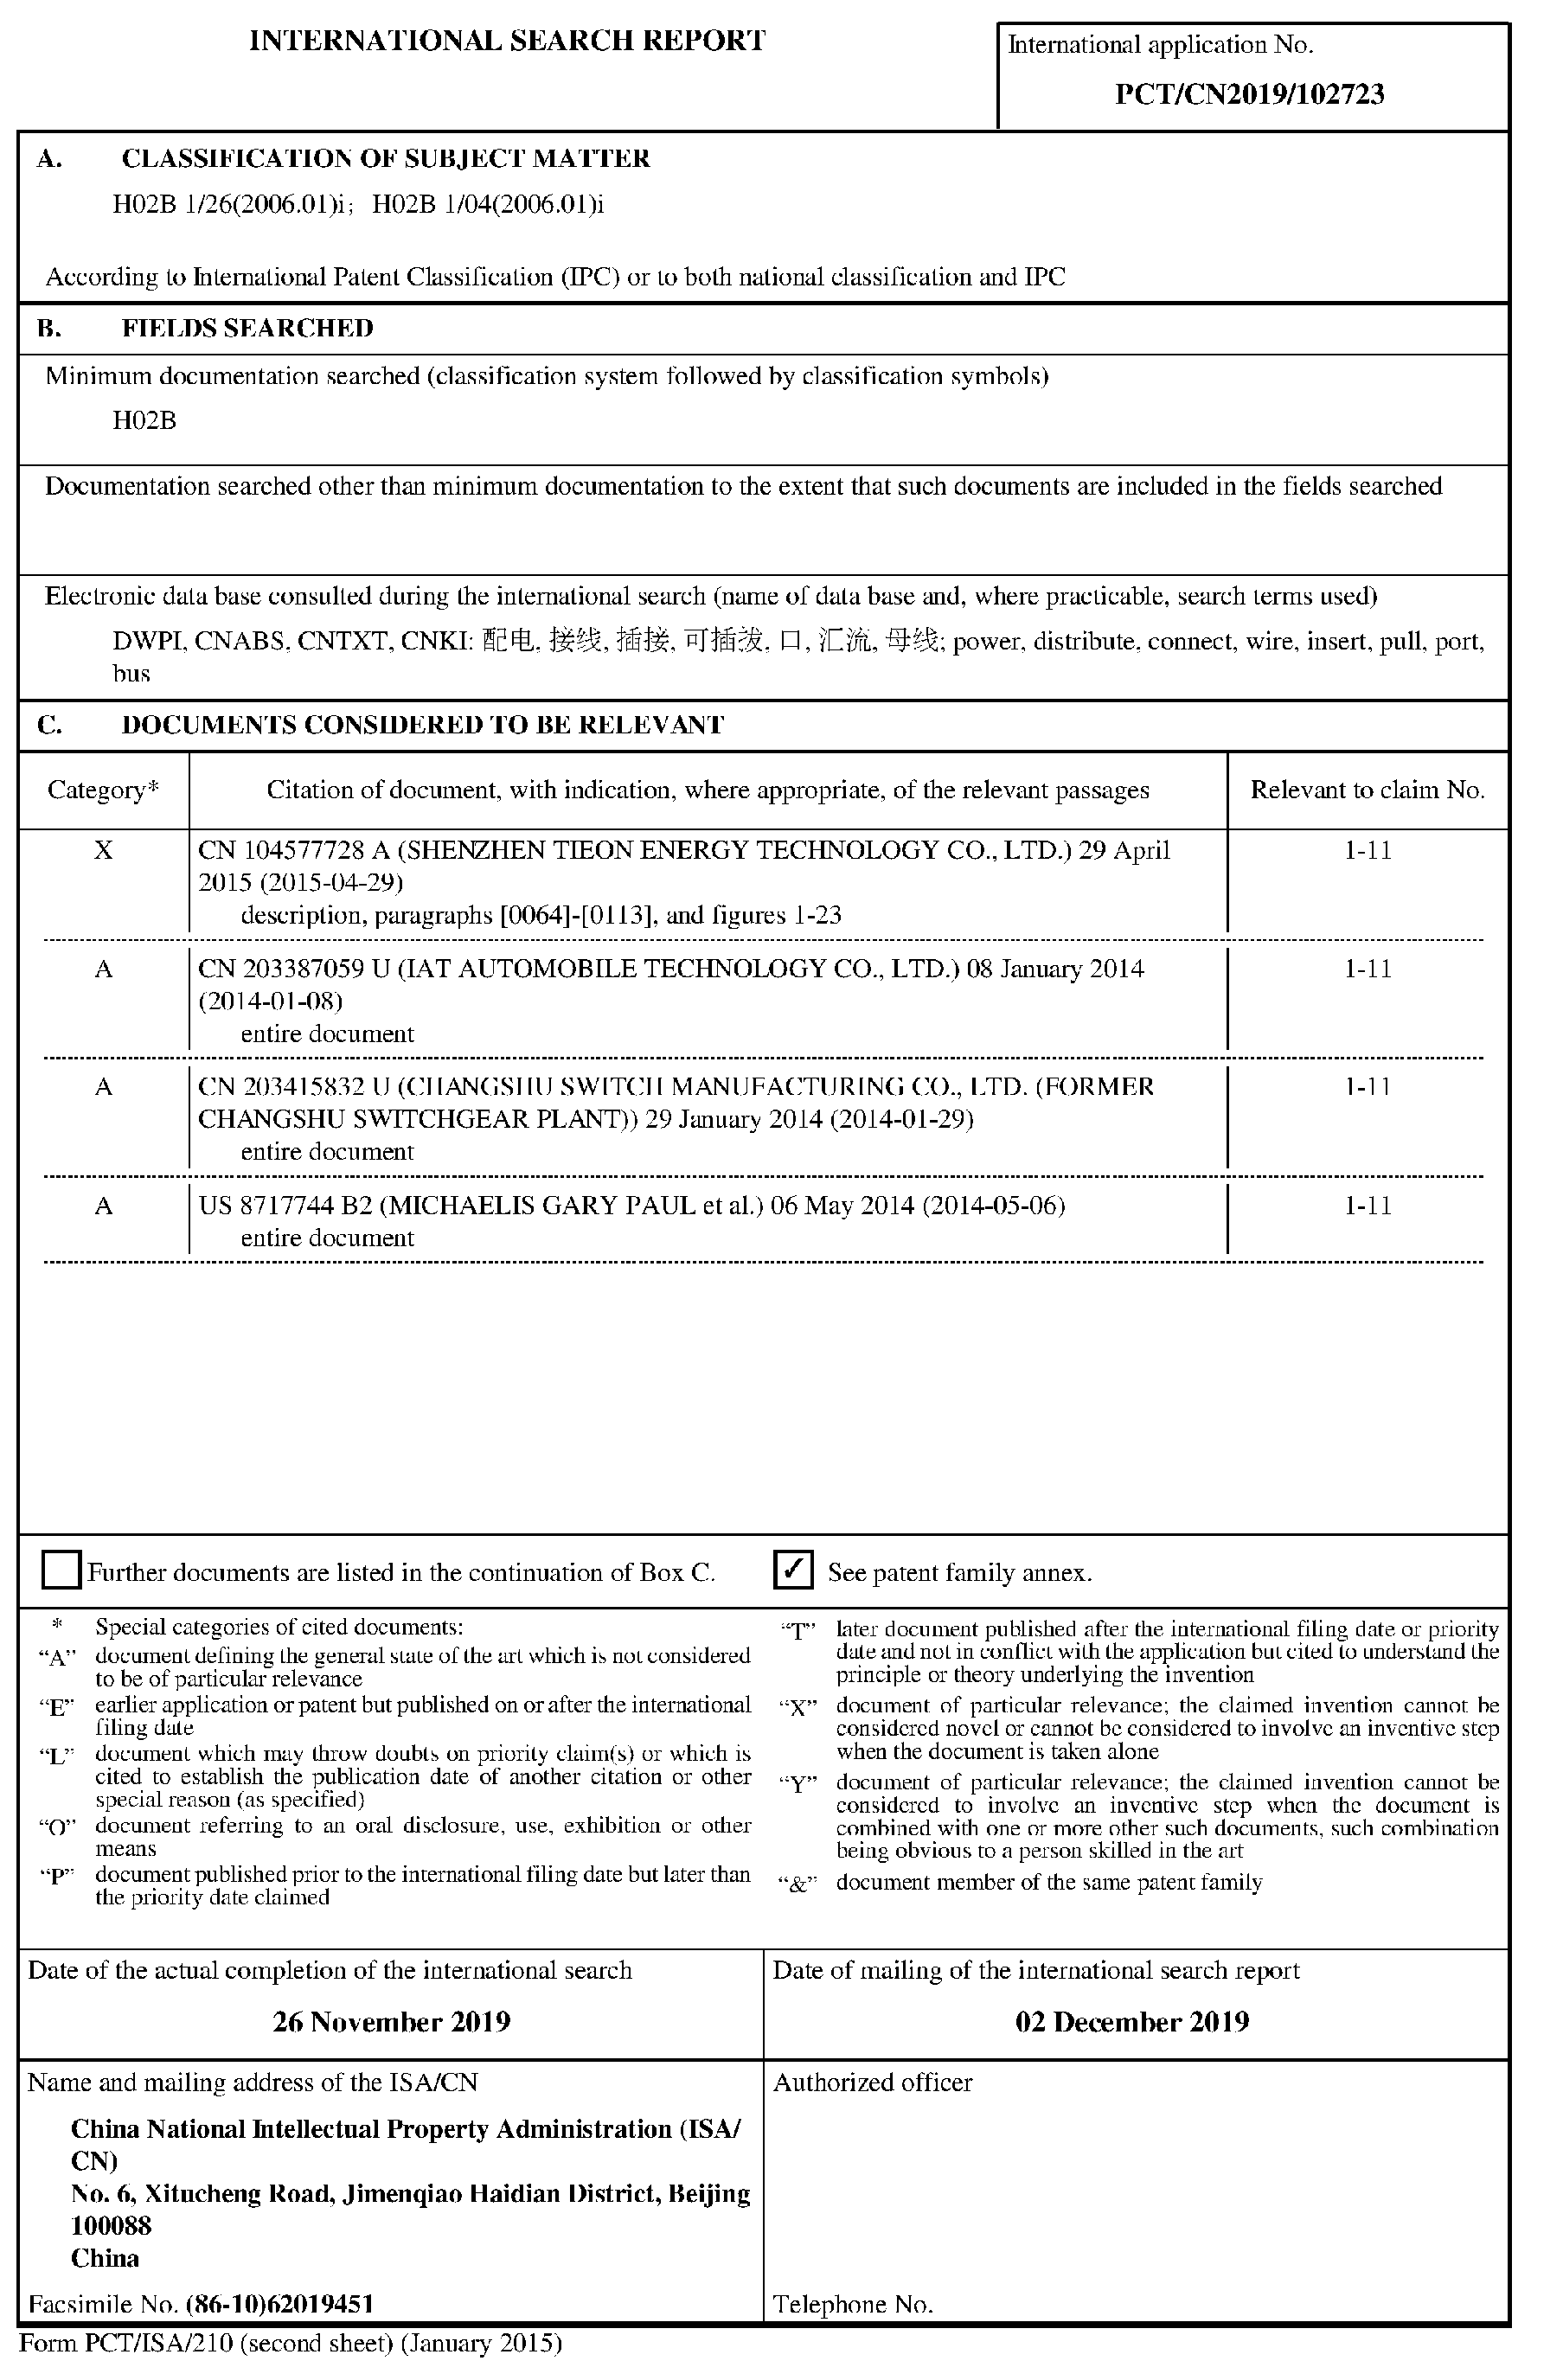 INTERNATIONAL SEARCH REPORT
International application No.
PCT/CN2019/102723
A. CLASSIFICATION OF SUBJECT MATTER
H02B 1/26(2006.01)i; H02B 1/04(2006.01)i
According to International Patent Classification (IPC) or to both national classification and IPC
B. FIELDS SEARCHED
Minimum documentation searched (classification system followed by classification symbols)
H02B
Documentation searched other than minimum documentation to the extent that such documents are included in the fields searched
Electronic data base consulted during the international search (name of data base and, where practicable, search terms used)
DWPI, CNABS, CNTXT, CNKI: 配电, 接线, 插接, 可插拔, 口, 汇流, 母线; power, distribute, connect, wire, insert, pull, port,
bus
C. DOCUMENTS CONSIDERED TO BE RELEVANT
Category* Citation of document, with indication, where appropriate, of the relevant passages Relevant to claim No.
X CN 104577728 A (SHENZHEN TIEON ENERGY TECHNOLOGY CO., LTD.) 29 April 1-11
2015 (2015-04-29)
description, paragraphs [0064]-[0113], and figures 1-23
A CN 203387059 U (IAT AUTOMOBILE TECHNOLOGY CO., LTD.) 08 January 2014 1-11
(2014-01-08)
entire document
A CN 203415832 U (CHANGSHU SWITCH MANUFACTURING CO., LTD. (FORMER 1-11
CHANGSHU SWITCHGEAR PLANT)) 29 January 2014 (2014-01-29)
entire document
A US 8717744 B2 (MICHAELIS GARY PAUL et al.) 06 May 2014 (2014-05-06) 1-11
entire document
Further documents are listed in the continuation of Box C. ✓ See patent family annex.
* Special categories of cited documents:
“A” document defining the general state of the art which is not considered
to be of particular relevance
“E” earlier application or patent but published on or after the international
filing date
“L” document which may throw doubts on priority claim(s) or which is
cited to establish the publication date of another citation or other
special reason (as specified)
“O” document referring to an oral disclosure, use, exhibition or other
means
“P” document published prior to the international filing date but later than
the priority date claimed
“T” later document published after the international filing date or priority
date and not in conflict with the application but cited to understand the
principle or theory underlying the invention
“X” document of particular relevance; the claimed invention cannot be
considered novel or cannot be considered to involve an inventive step
when the document is taken alone
“Y” document of particular relevance; the claimed invention cannot be
considered to involve an inventive step when the document is
combined with one or more other such documents, such combination
being obvious to a person skilled in the art
“&” document member of the same patent family
Date of the actual completion of the international search
26 November 2019
Date of mailing of the international search report
02 December 2019
Name and mailing address of the ISA/CN
China National Intellectual Property Administration (ISA/
CN)
No. 6, Xitucheng Road, Jimenqiao Haidian District, Beijing
100088
China
Facsimile No. (86-10)62019451
Authorized officer
Telephone No.
Form PCT/ISA/210 (second sheet) (January 2015)